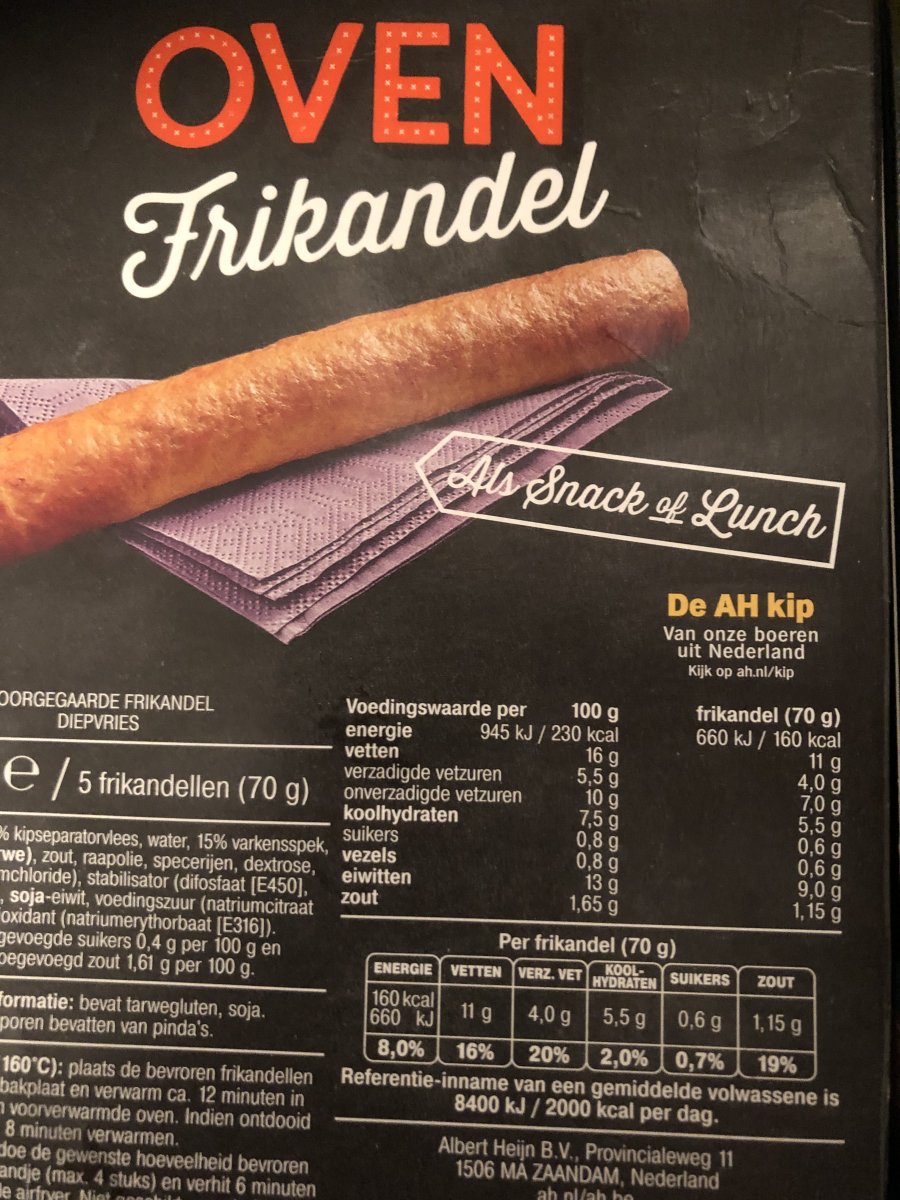 OVEN
Frikandel
Als Snack of Lunch
De AH kip
Van onze boeren
uit Nederland
Kijk op ah.nl/kip
OORGEGAARDE FRIKANDEL
DIEPVRIES
e / 5 frikandellen (70 g)
% kipseparatorvlees, water, 15% varkensspek,
rwe), zout, raapolie, specerijen, dextrose,
mchloride), stabilisator (difosfaat [E450],
, soja-eiwit, voedingszuur (natriumcitraat
oxidant (natriumerythorbaat [E316]).
gevoegde suikers 0,4 g per 100 g en
oegevoegd zout 1,61 g per 100 g.
formatie: bevat tarwegluten, soja.
poren bevatten van pinda's.
160°C): plaats de bevroren frikandellen
bakplaat en verwarm ca. 12 minuten in
n voorverwarmde oven. Indien ontdooid
8 minuten verwarmen.
doe de gewenste hoeveelheid bevroren
andje (max. 4 stuks) en verhit 6 minuten
le airfryer. Niet
Voedingswaarde per 100 g frikandel (70 g)
energie 945 kJ / 230 kcal 660 kJ / 160 kcal
vetten 16 g 11 g
verzadigde vetzuren 5,5 g 4,0 g
onverzadigde vetzuren 10 g 7,0 g
koolhydraten 7,5 g 5,5 g
suikers 0,8 g 0,6 g
vezels 0,8 g 0,6 g
eiwitten 13 g 9,0 g
zout 1,65 g 1,15 g
Per frikandel (70 g)
ENERGIE VETTEN VERZ. VET KOOL-HYDRATEN SUIKERS ZOUT
160 kcal
660 kJ 11 g 4,0 g 5,5 g 0,6 g 1,15 g
8,0% 16% 20% 2,0% 0,7% 19%
Referentie-inname van een gemiddelde volwassene is
8400 kJ / 2000 kcal per dag.
Albert Heijn B.V., Provincialeweg 11
1506 MA ZAANDAM, Nederland
ah.nl/ah.be